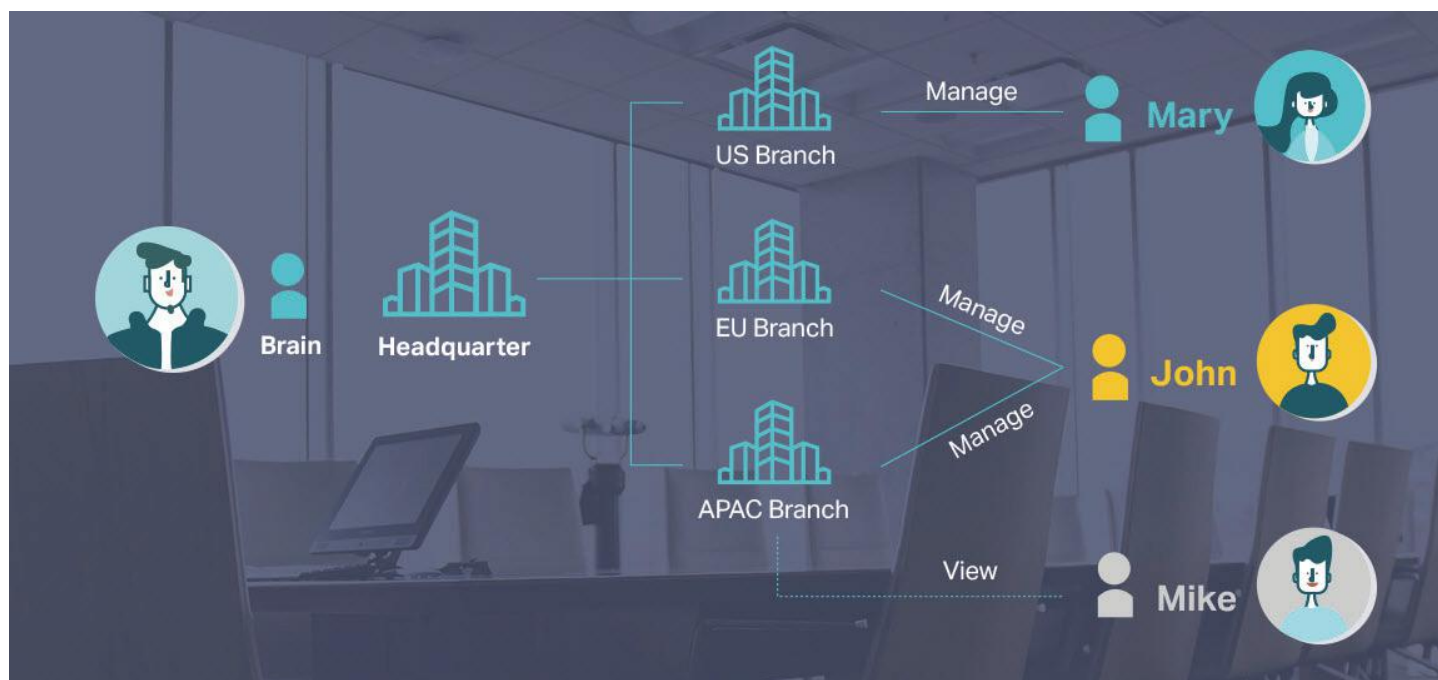 Manage
Mary
US Branch
Brain
Headquarter
EU Branch
Manage
John
Manage
APAC Branch
View
Mike